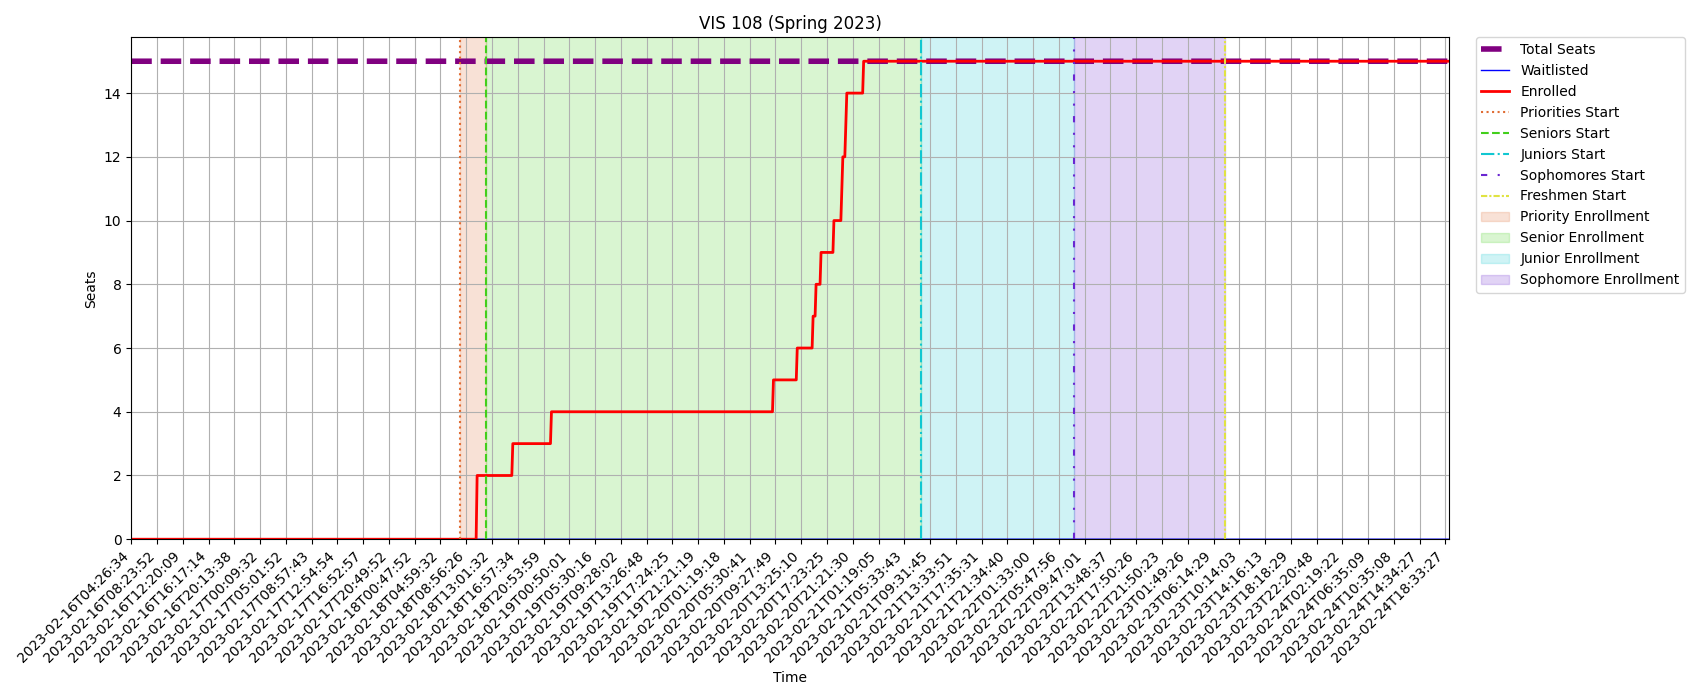 VIS 108 (Spring 2023)
Total Seats
Waitlisted
Enrolled
Priorities Start
Seniors Start
Juniors Start
Sophomores Start
Freshmen Start
Priority Enrollment
Senior Enrollment
Junior Enrollment
Sophomore Enrollment
Seats
14
12
10
8
6
4
2
0
2023-02-16T04:26:34
2023-02-16T08:23:52
2023-02-16T12:20:09
2023-02-16T16:17:14
2023-02-16T20:13:38
2023-02-17T00:09:32
2023-02-17T05:01:52
2023-02-17T08:57:43
2023-02-17T12:54:54
2023-02-17T16:52:57
2023-02-17T20:49:52
2023-02-18T00:47:52
2023-02-18T04:59:32
2023-02-18T08:56:26
2023-02-18T13:01:32
2023-02-18T16:57:34
2023-02-18T20:53:59
2023-02-19T00:50:01
2023-02-19T05:30:16
2023-02-19T09:28:02
2023-02-19T13:26:48
2023-02-19T17:24:25
2023-02-19T21:21:19
2023-02-20T01:19:18
2023-02-20T05:30:41
2023-02-20T09:27:49
2023-02-20T13:25:10
2023-02-20T17:23:25
2023-02-20T21:21:30
2023-02-21T01:19:05
2023-02-21T05:33:43
2023-02-21T09:31:45
2023-02-21T13:33:51
2023-02-21T17:35:31
2023-02-21T21:34:40
2023-02-22T01:33:00
2023-02-22T05:47:56
2023-02-22T09:47:01
2023-02-22T13:48:37
2023-02-22T17:50:26
2023-02-22T21:50:23
2023-02-23T01:49:26
2023-02-23T06:14:29
2023-02-23T10:14:03
2023-02-23T14:16:13
2023-02-23T18:18:29
2023-02-23T22:20:48
2023-02-24T02:19:22
2023-02-24T06:35:09
2023-02-24T10:35:08
2023-02-24T14:34:27
2023-02-24T18:33:27
Time